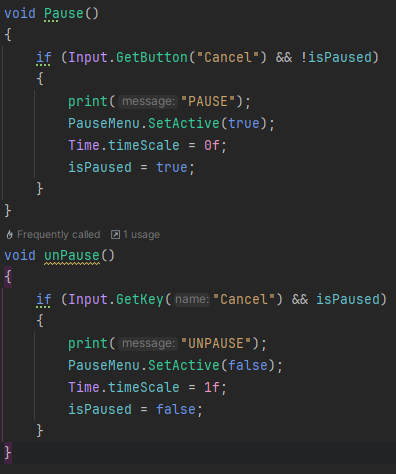 void Pause()
{
if (Input.GetButton("Cancel") && !isPaused)
{
print(message: "PAUSE");
PauseMenu.SetActive(true);
Time.timeScale = 0f;
isPaused = true;
}
}
Frequently called 1 usage
void unPause()
{
if (Input.GetKey(name: "Cancel") && isPaused)
{
print(message: "UNPAUSE");
PauseMenu.SetActive(false);
Time.timeScale = 1f;
isPaused = false;
}
}